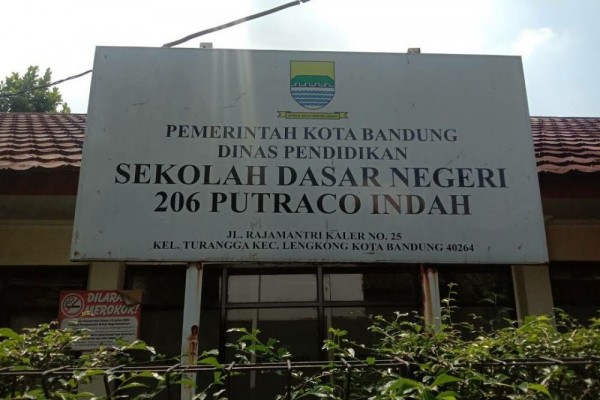 PEMERINTAH KOTA BANDUNG
DINAS PENDIDIKAN
SEKOLAH DASAR NEGERI
206 PUTRACO INDAH
JL. RAJAMANTRI KALER NO. 25
KEL. TURANGGA KEC. LENGKONG KOTA BANDUNG 40264
DILARANG
MEROKOK!